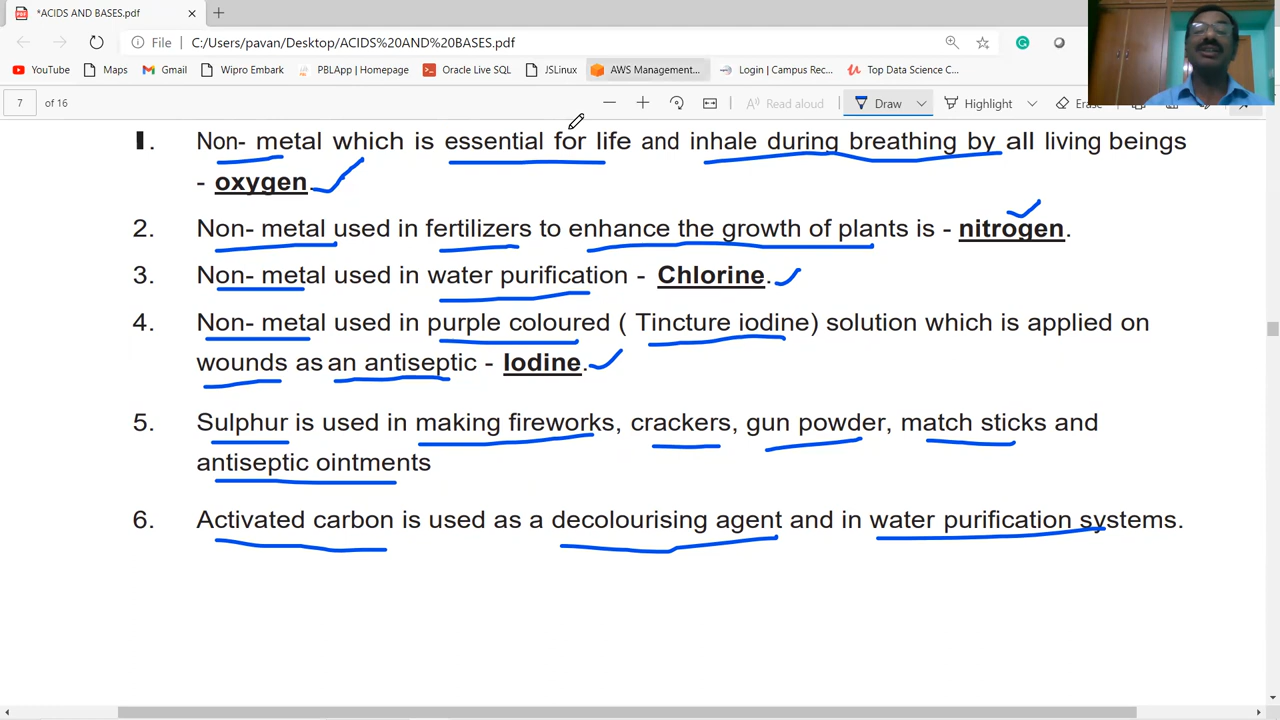 *ACIDS AND BASES.pdf
File C:/Users/pavan/Desktop/ACIDS%20AND%20BASES.pdf
YouTube Maps Gmail Wipro Embark PBLApp | Homepage Oracle Live SQL JSLinux AWS Management... Login | Campus Rec... Top Data Science C...
7 of 16 Read aloud Draw Highlight Erase
1. Non- metal which is essential for life and inhale during breathing by all living beings
- oxygen.
2. Non- metal used in fertilizers to enhance the growth of plants is - nitrogen.
3. Non- metal used in water purification - Chlorine.
4. Non- metal used in purple coloured ( Tincture iodine) solution which is applied on
wounds as an antiseptic - Iodine.
5. Sulphur is used in making fireworks, crackers, gun powder, match sticks and
antiseptic ointments
6. Activated carbon is used as a decolourising agent and in water purification systems.